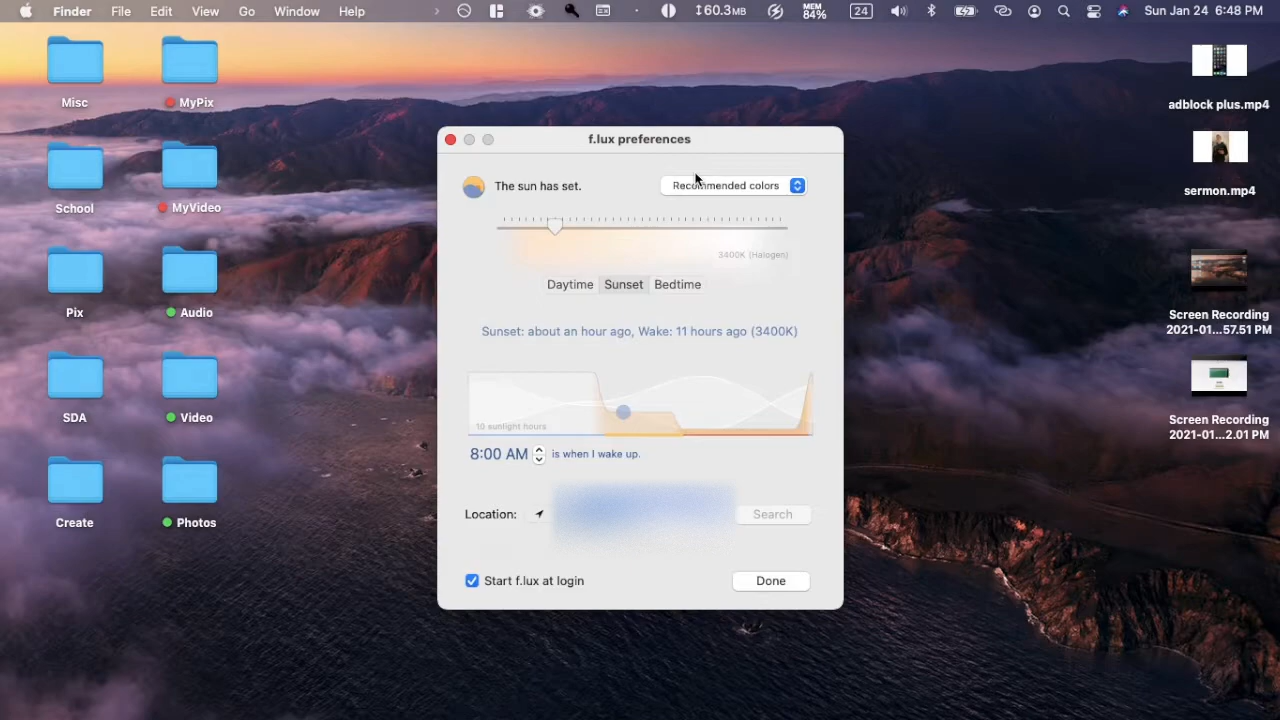 Finder File Edit View Go Window Help
60.3MB
MEM
84%
24
Sun Jan 24 6:48 PM
Misc
MyPix
School
MyVideo
Pix
Audio
SDA
Video
Create
Photos
f.lux preferences
The sun has set.
Recommended colors
3400K (Halogen)
Daytime Sunset Bedtime
Sunset: about an hour ago, Wake: 11 hours ago (3400K)
10 sunlight hours
8:00 AM is when I wake up.
Location:
Search
Start f.lux at login
Done
adblock plus.mp4
sermon.mp4
Screen Recording
2021-01...57.51 PM
Screen Recording
2021-01...2.01 PM